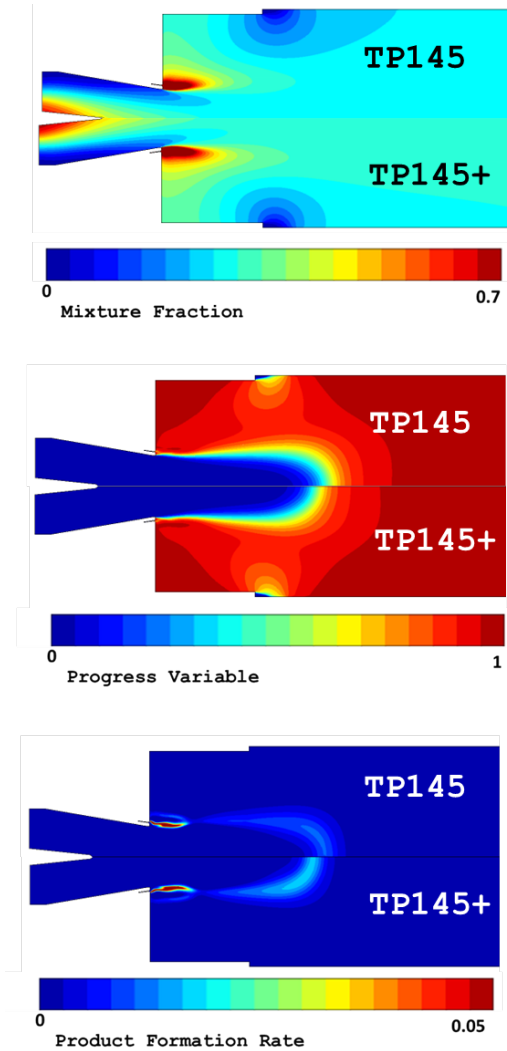 TP145
TP145+
0
0.7
Mixture Fraction
TP145
TP145+
0
1
Progress Variable
TP145
TP145+
0
0.05
Product Formation Rate